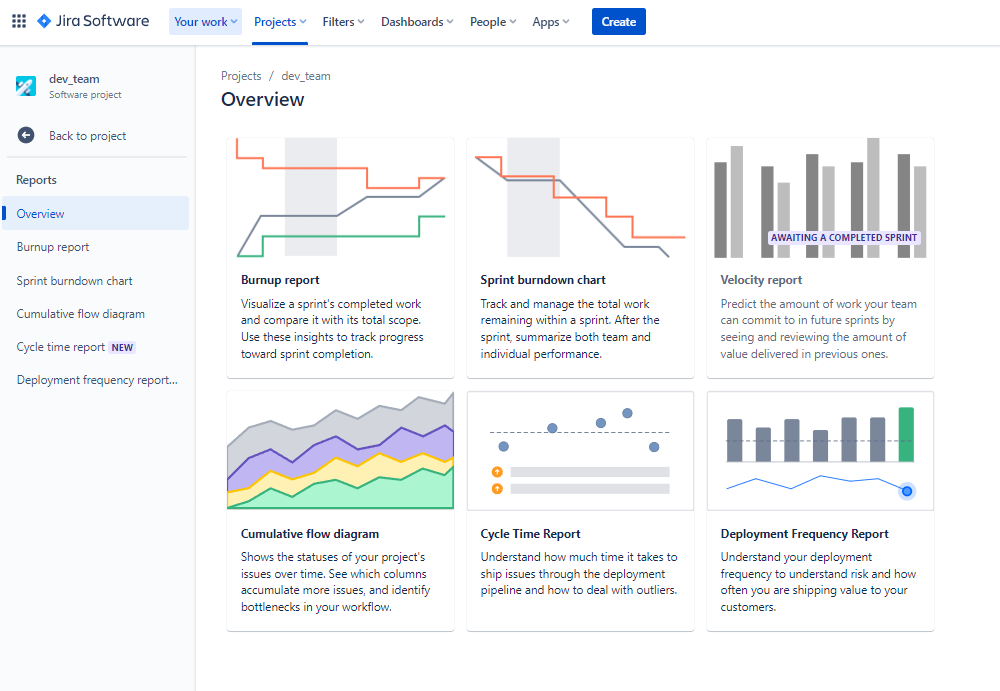 Jira Software Your work Projects Filters Dashboards People Apps Create
dev_team
Software project
Back to project
Reports
Overview
Burnup report
Sprint burndown chart
Cumulative flow diagram
Cycle time report NEW
Deployment frequency report...
Projects / dev_team
Overview
Burnup report
Visualize a sprint's completed work
and compare it with its total scope.
Use these insights to track progress
toward sprint completion.
Sprint burndown chart
Track and manage the total work
remaining within a sprint. After the
sprint, summarize both team and
individual performance.
AWAITING A COMPLETED SPRINT
Velocity report
Predict the amount of work your team
can commit to in future sprints by
seeing and reviewing the amount of
value delivered in previous ones.
Cumulative flow diagram
Shows the statuses of your project's
issues over time. See which columns
accumulate more issues, and identify
bottlenecks in your workflow.
Cycle Time Report
Understand how much time it takes to
ship issues through the deployment
pipeline and how to deal with outliers.
Deployment Frequency Report
Understand your deployment
frequency to understand risk and how
often you are shipping value to your
customers.